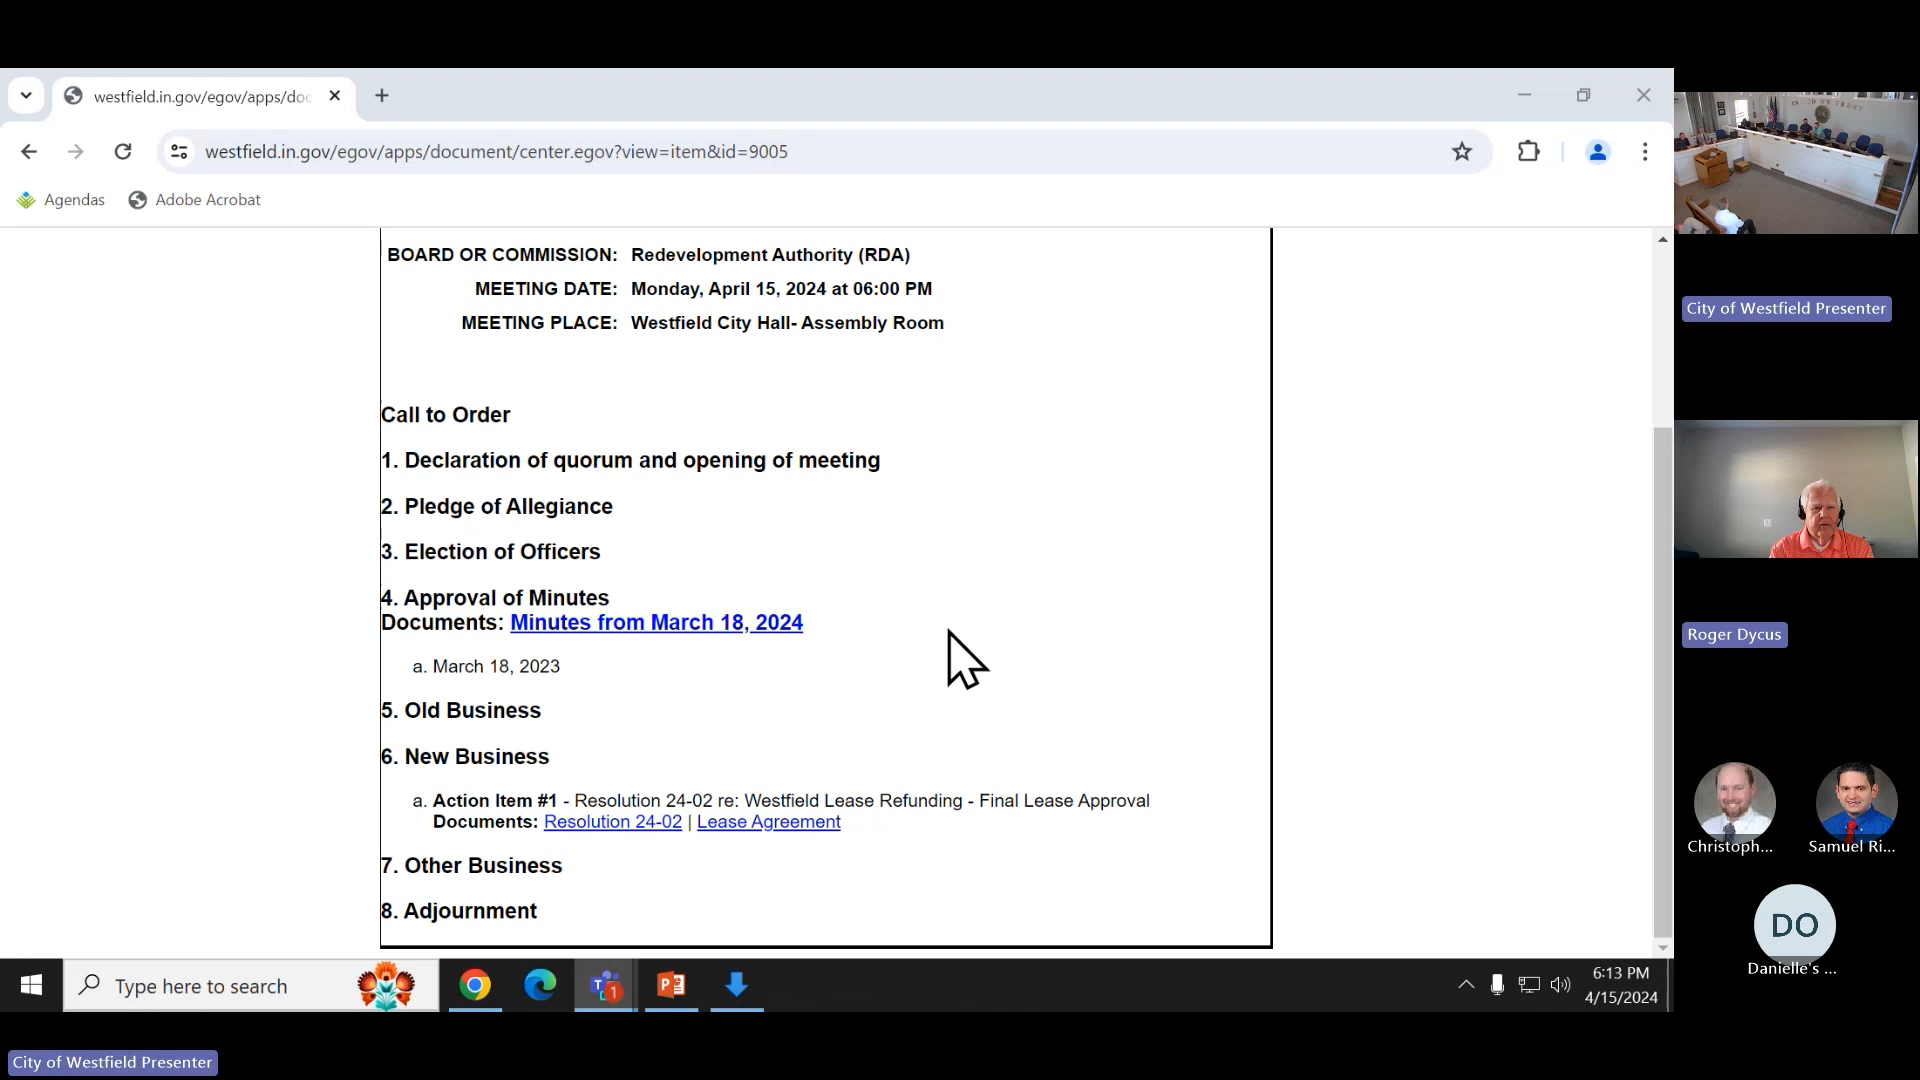 westfield.in.gov/egov/apps/doc
westfield.in.gov/egov/apps/document/center.egov?view=item&id=9005
Agendas
Adobe Acrobat
BOARD OR COMMISSION: Redevelopment Authority (RDA)
MEETING DATE: Monday, April 15, 2024 at 06:00 PM
MEETING PLACE: Westfield City Hall- Assembly Room
Call to Order
1. Declaration of quorum and opening of meeting
2. Pledge of Allegiance
3. Election of Officers
4. Approval of Minutes
Documents: Minutes from March 18, 2024
a. March 18, 2023
5. Old Business
6. New Business
a. Action Item #1 - Resolution 24-02 re: Westfield Lease Refunding - Final Lease Approval
Documents: Resolution 24-02 | Lease Agreement
7. Other Business
8. Adjournment
Type here to search
1
6:13 PM
4/15/2024
City of Westfield Presenter
City of Westfield Presenter
Roger Dycus
Christoph...
Samuel Ri...
DO
Danielle's ...